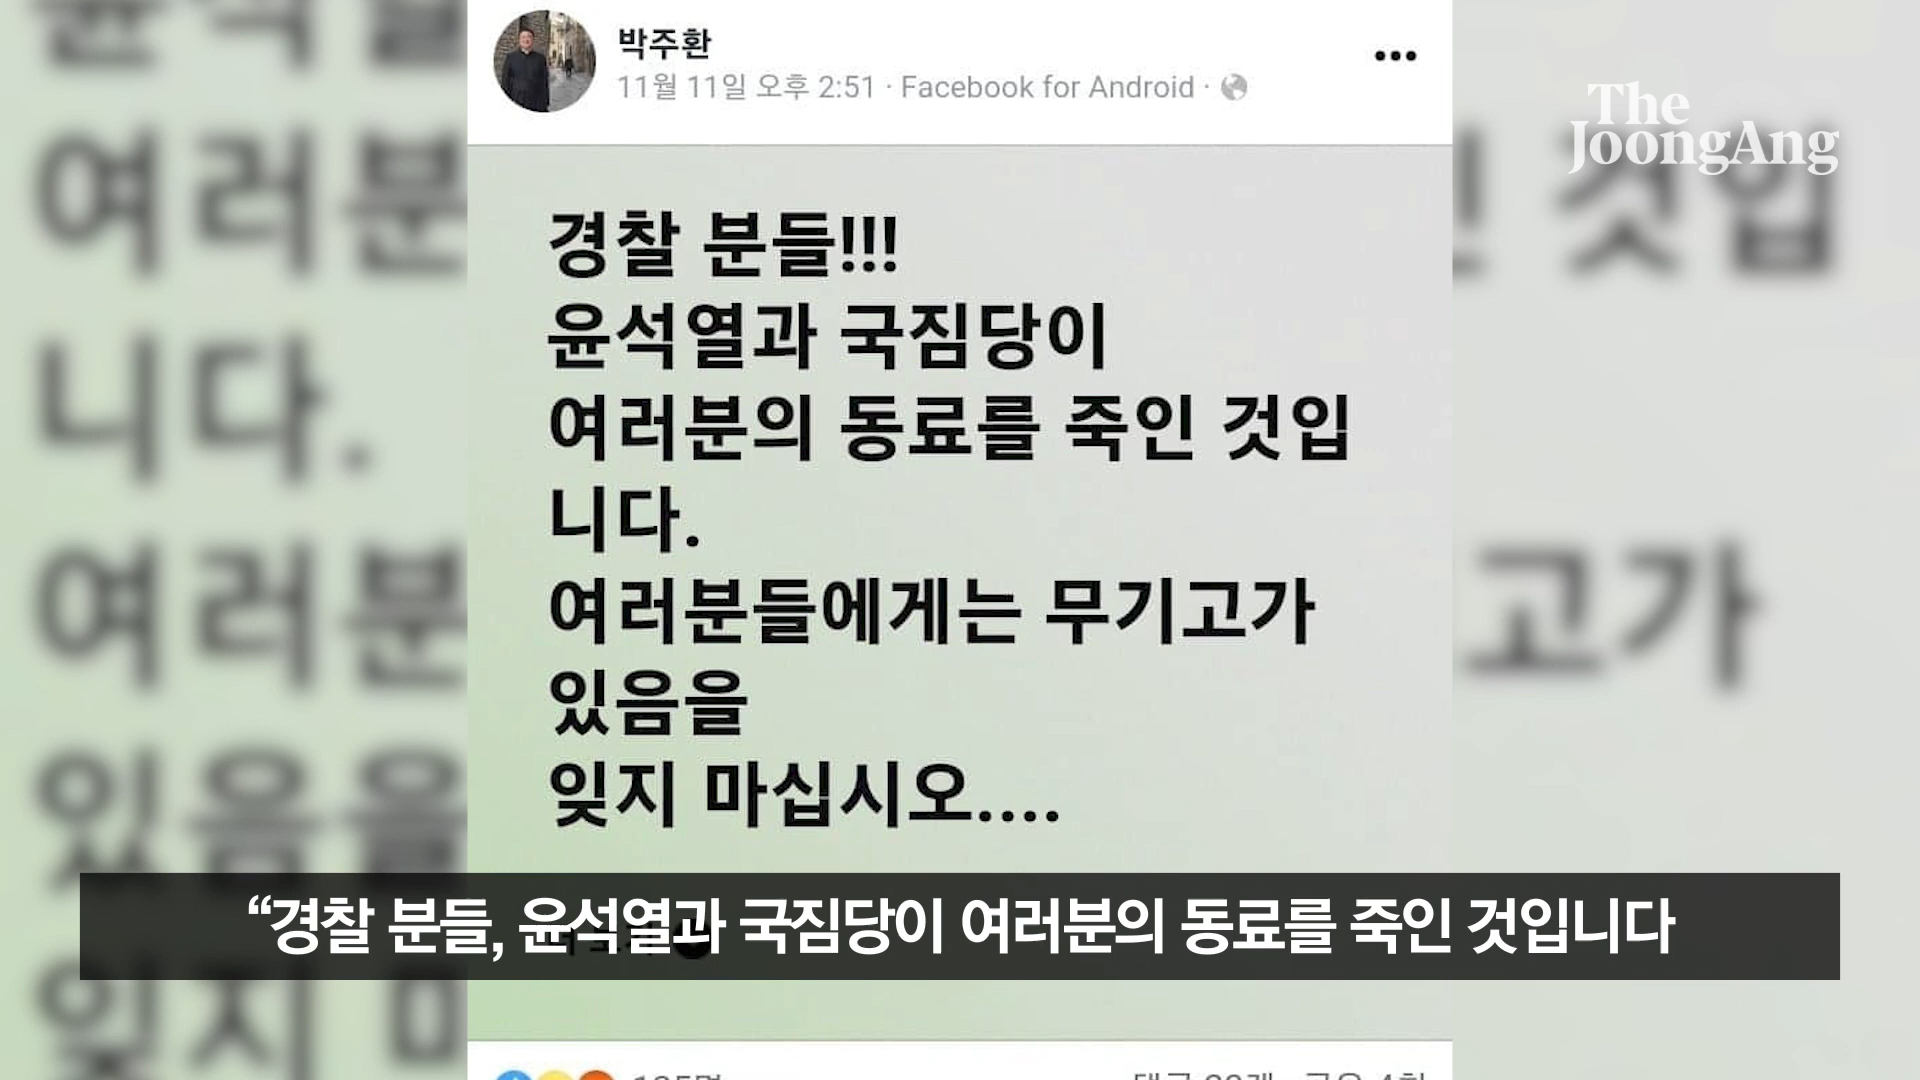 박주환
11월 11일 오후 2:51 · Facebook for Android ·
The
JoongAng
경찰 분들!!!
윤석열과 국짐당이
여러분의 동료를 죽인 것입
니다.
여러분들에게는 무기고가
있음을
잊지 마십시오....
“경찰 분들, 윤석열과 국짐당이 여러분의 동료를 죽인 것입니다